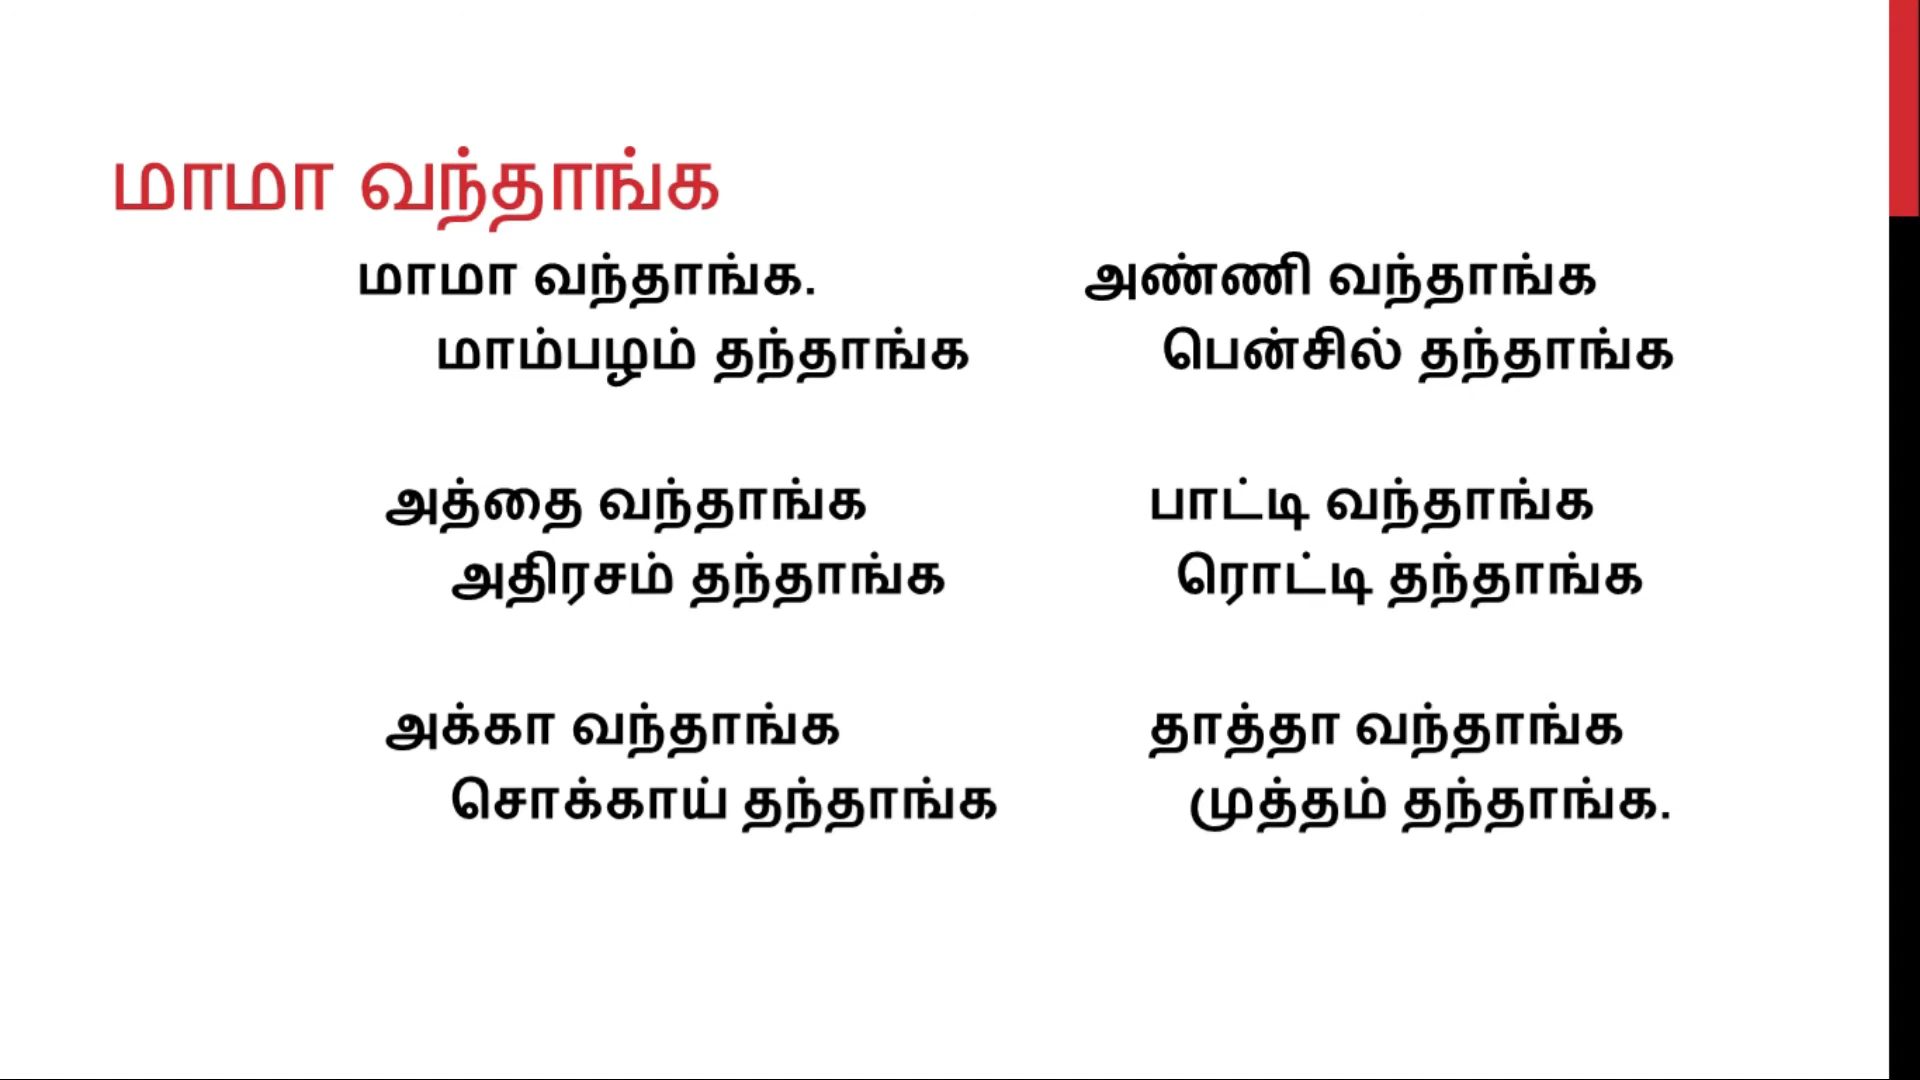 மாமா வந்தாங்க
மாமா வந்தாங்க.
மாம்பழம் தந்தாங்க
அத்தை வந்தாங்க
அதிரசம் தந்தாங்க
அக்கா வந்தாங்க
சொக்காய் தந்தாங்க
அண்ணி வந்தாங்க
பென்சில் தந்தாங்க
பாட்டி வந்தாங்க
ரொட்டி தந்தாங்க
தாத்தா வந்தாங்க
முத்தம் தந்தாங்க.